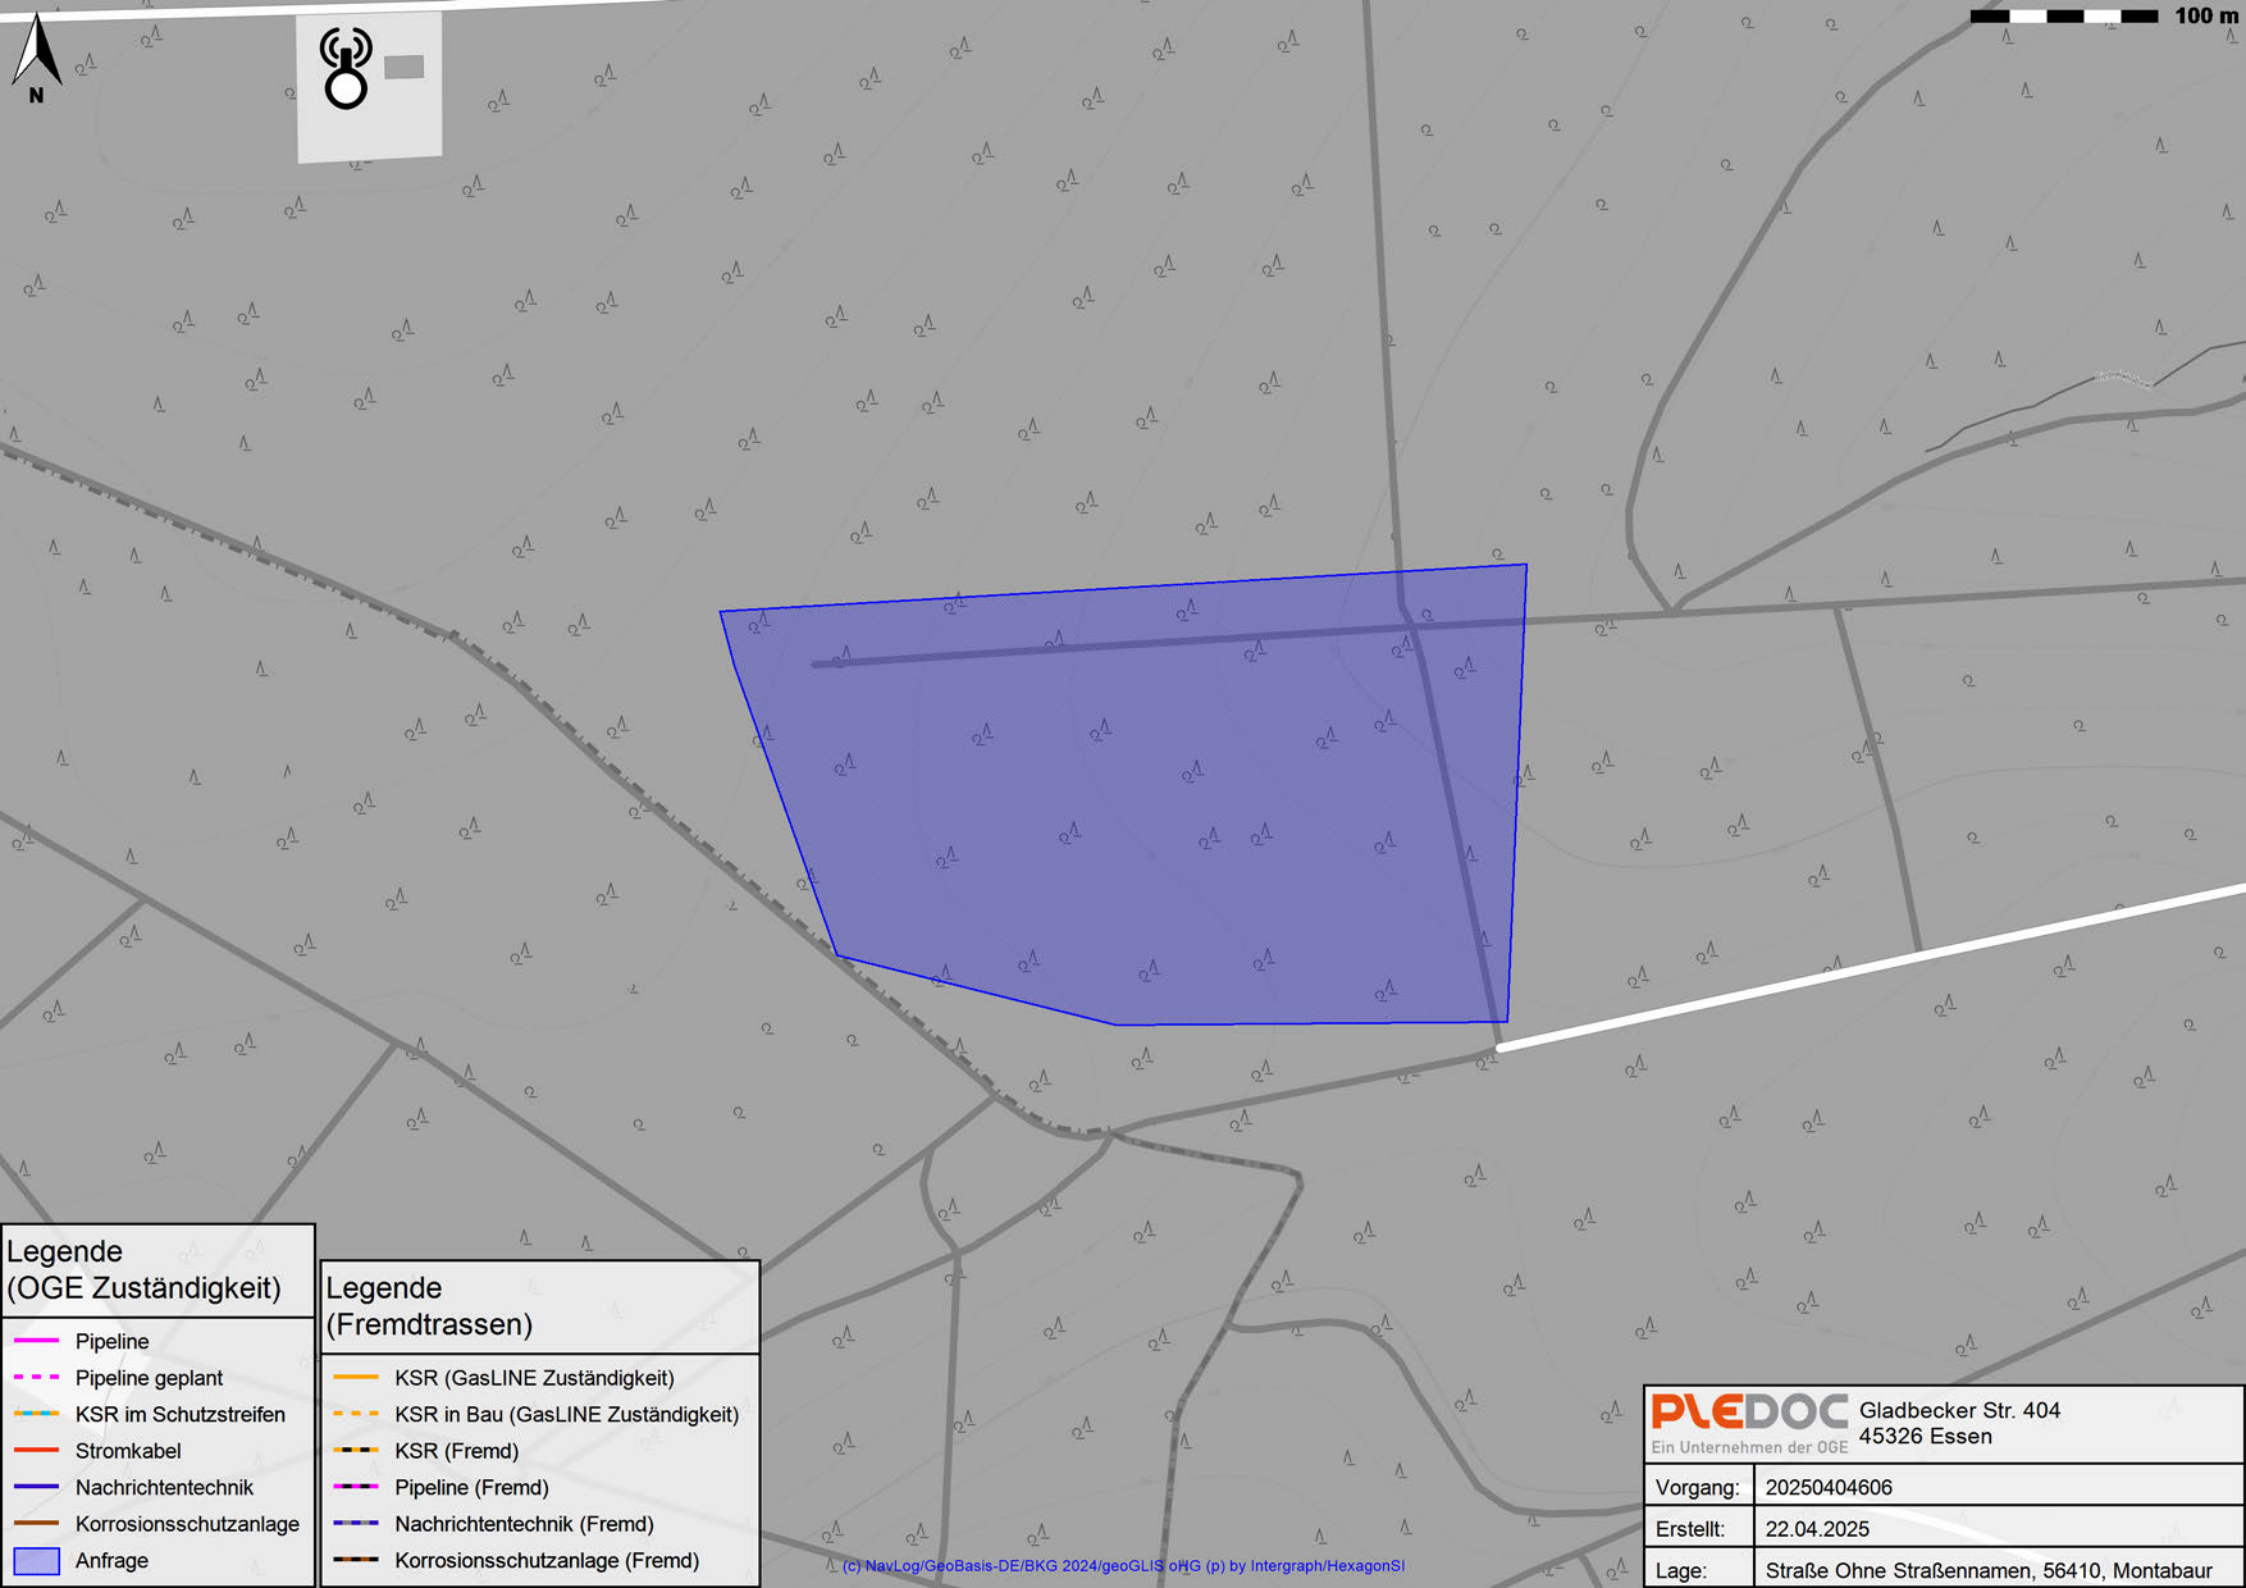 N
100 m
Legende
(OGE Zuständigkeit)
Pipeline
Pipeline geplant
KSR im Schutzstreifen
Stromkabel
Nachrichtentechnik
Korrosionsschutzanlage
Anfrage
Legende
(Fremdtrassen)
KSR (GasLINE Zuständigkeit)
KSR in Bau (GasLINE Zuständigkeit)
KSR (Fremd)
Pipeline (Fremd)
Nachrichtentechnik (Fremd)
Korrosionsschutzanlage (Fremd)
(c) NavLog/GeoBasis-DE/BKG 2024/geoGLIS oHG (p) by Intergraph/HexagonSI
PLEDOC
Ein Unternehmen der OGE
Gladbecker Str. 404
45326 Essen
Vorgang: 20250404606
Erstellt: 22.04.2025
Lage: Straße Ohne Straßennamen, 56410, Montabaur